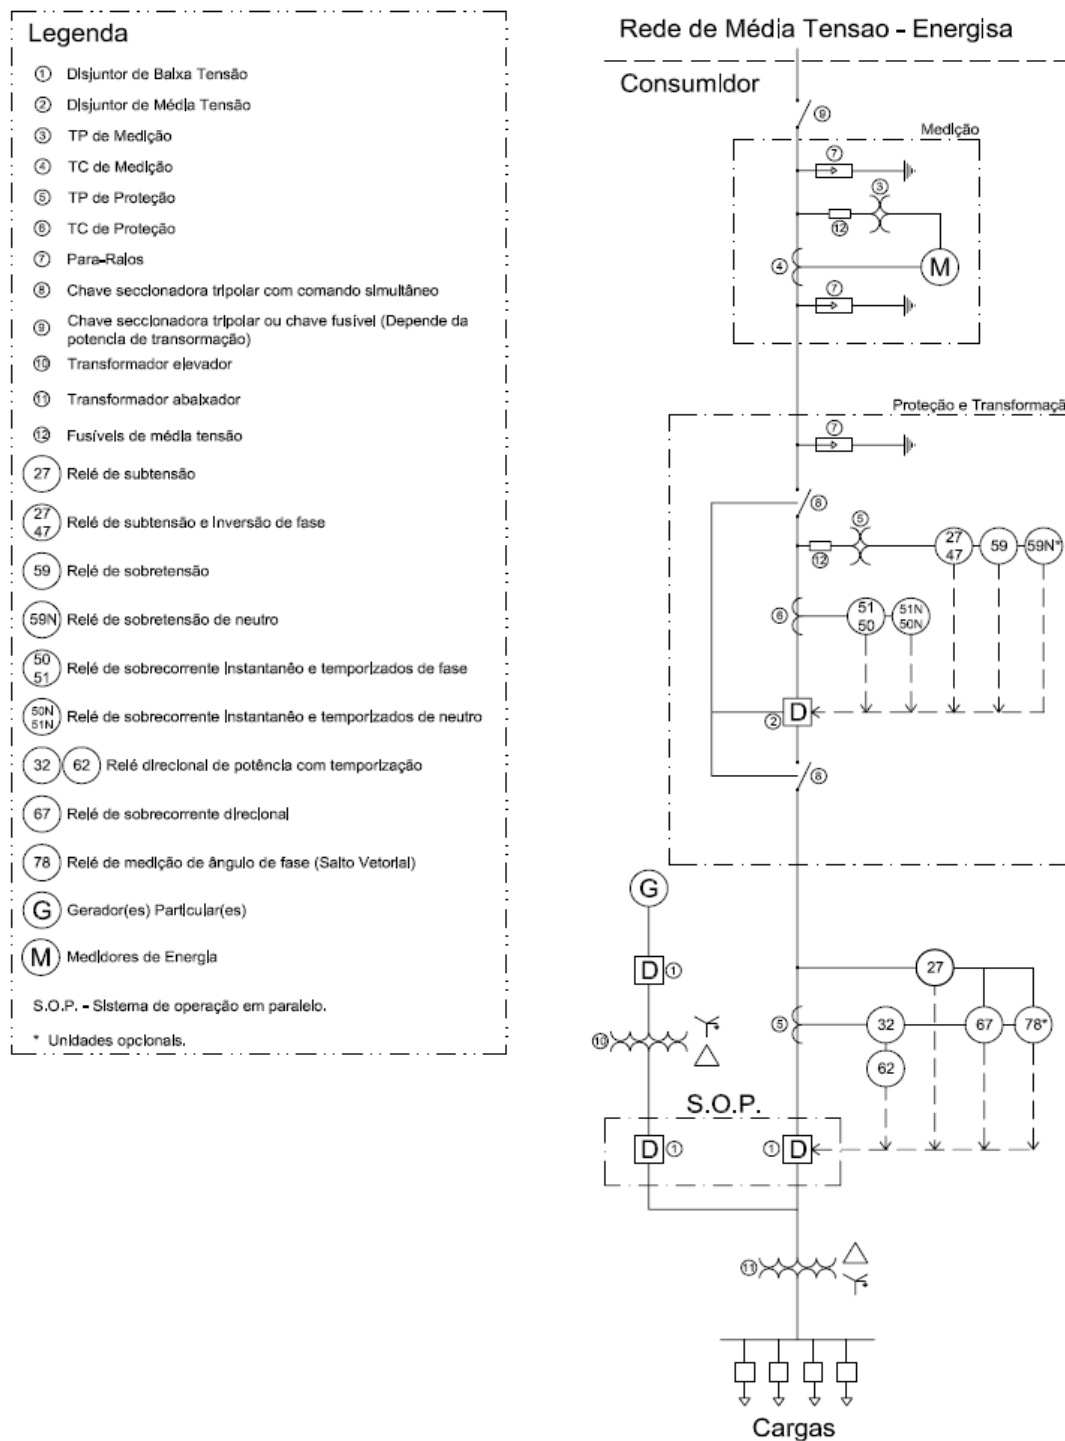 Legenda
1 Disjuntor de Baixa Tensão
2 Disjuntor de Média Tensão
3 TP de Medição
4 TC de Medição
5 TP de Proteção
6 TC de Proteção
7 Para-Raios
8 Chave seccionadora tripolar com comando simultâneo
9 Chave seccionadora tripolar ou chave fusível (Depende da
potencia de transormação)
10 Transformador elevador
11 Transformador abaixador
12 Fusíveis de média tensão
27 Relé de subtensão
27
47 Relé de subtensão e inversão de fase
59 Relé de sobretensão
59N Relé de sobretensão de neutro
50
51 Relé de sobrecorrente instantanêo e temporizados de fase
50N
51N Relé de sobrecorrente instantanêo e temporizados de neutro
32 62 Relé direcional de potência com temporização
67 Relé de sobrecorrente direcional
78 Relé de medição de ângulo de fase (Salto Vetorial)
G Gerador(es) Particular(es)
M Medidores de Energia
S.O.P. - Sistema de operação em paralelo.
* Unidades opcionais.
Rede de Média Tensao - Energisa
Consumidor
9
Medição
7
3
12
4
M
7
Proteção e Transformaçã
7
8
5
12
27
47
59
59N*
6
51
50
51N
50N
2
D
8
G
D
1
27
5
32
67
78*
10
62
S.O.P.
D
1
1
D
11
Cargas